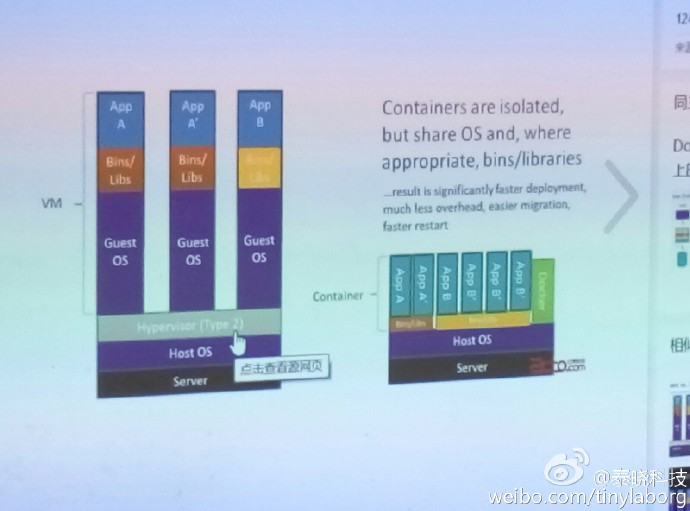 App
A
App
A'
App
B
Bins/
Libs
Bins/
Libs
Bins/
Libs
VM
Guest
OS
Guest
OS
Guest
OS
Hypervisor (Type 2)
Host OS
Server
点击查看源网页
Containers are isolated,
but share OS and, where
appropriate, bins/libraries
...result is significantly faster deployment,
much less overhead, easier migration,
faster restart
Container
App A
App A'
App B
App B'
App B'
App B'
Docker
Bins/Libs
Bins/Libs
Host OS
Server
同
Do
上
相似
@泰晓科技
weibo.com/tinylaborg